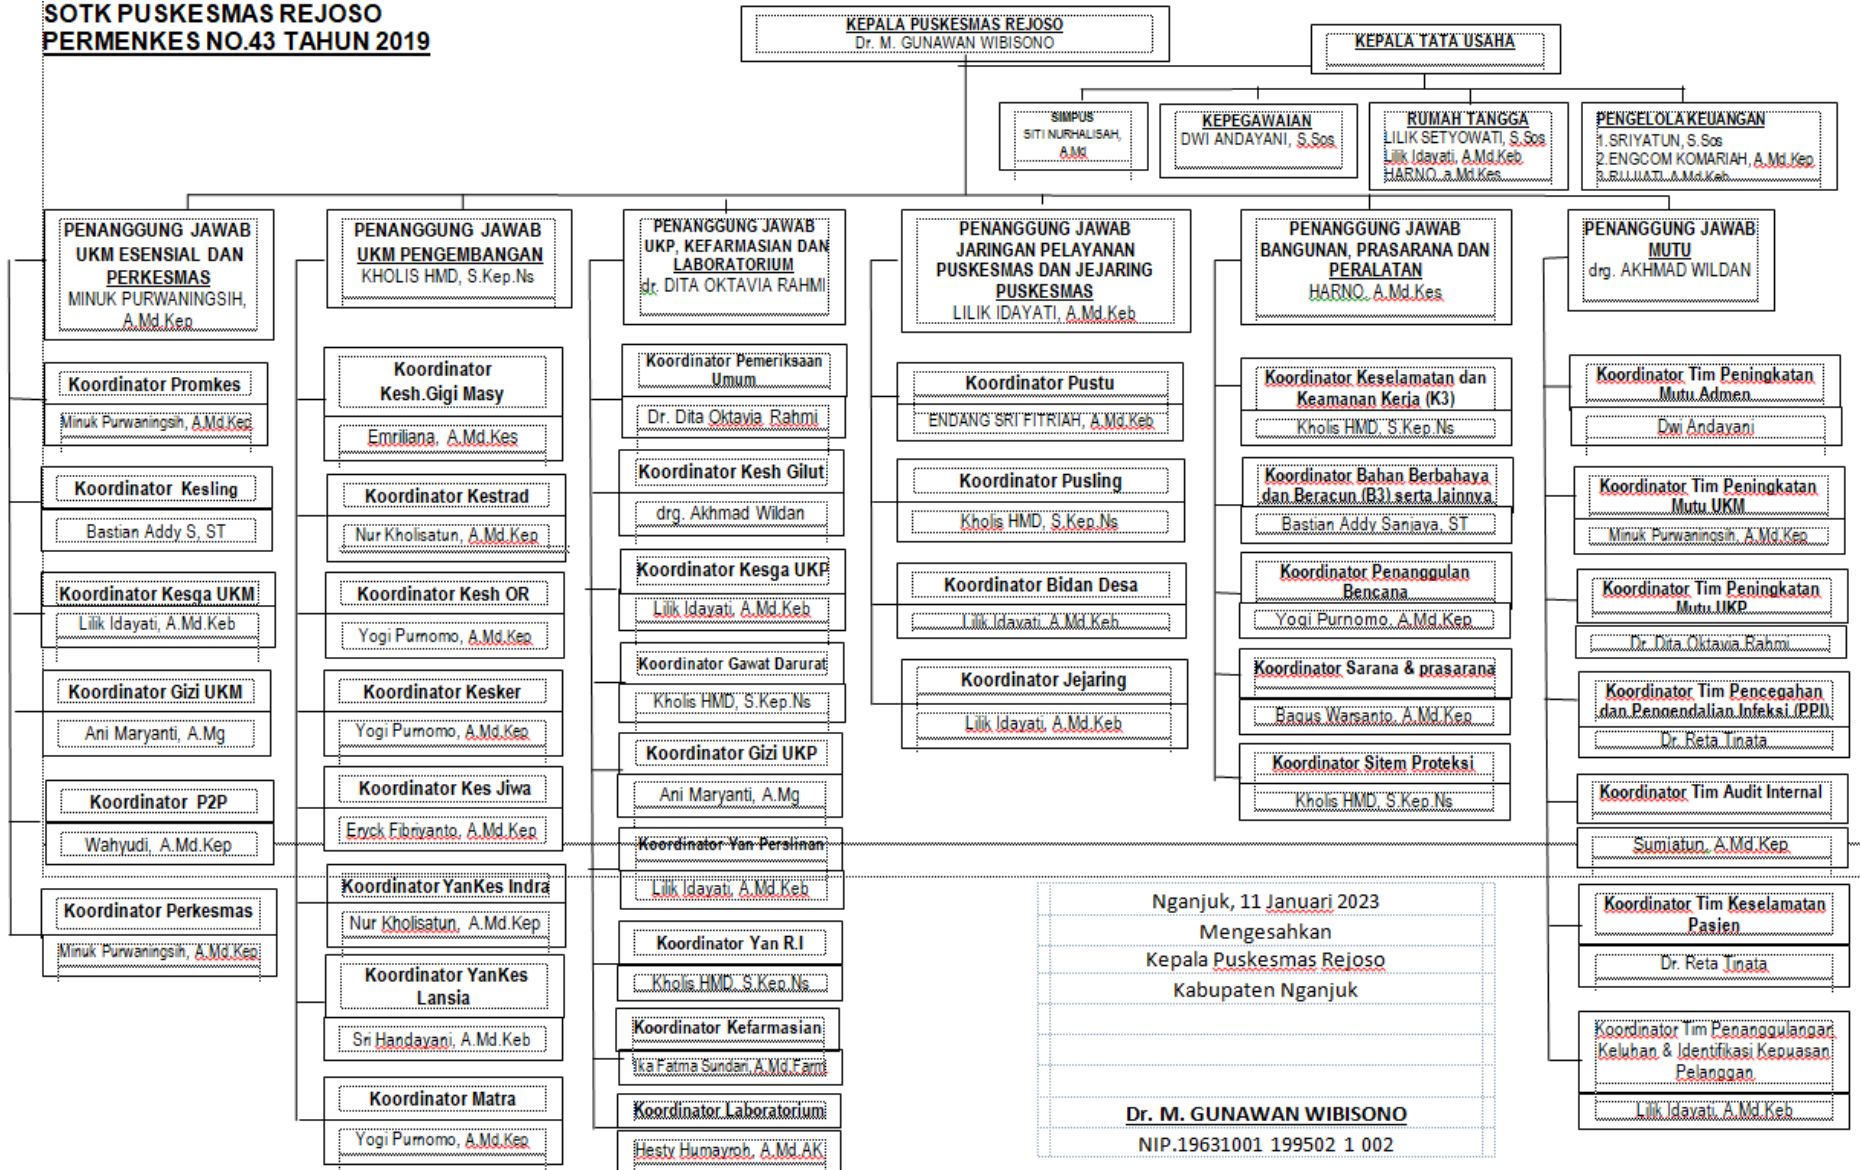 SOTK PUSKESMAS REJOSO
PERMENKES NO.43 TAHUN 2019
KEPALA PUSKESMAS REJOSO
Dr. M. GUNAWAN WIBISONO
KEPALA TATA USAHA
SIMPUS
SITI NURHALISAH,
A.Md
KEPEGAWAIAN
DWI ANDAYANI, S.Sos
RUMAH TANGGA
LILIK SETYOWATI, S.Sos
Lilik Idayati, A.Md.Keb
HARNO, a.Md.Kes
PENGELOLA KEUANGAN
1.SRIYATUN, S.Sos
2.ENGCOM KOMARIAH, A.Md.Kep
3.RUJIATI, A.Md.Keb
PENANGGUNG JAWAB
UKM ESENSIAL DAN
PERKESMAS
MINUK PURWANINGSIH,
A.Md.Kep
Koordinator Promkes
Minuk Purwaningsih, A.Md.Kep
Koordinator Kesling
Bastian Addy S, ST
Koordinator Kesga UKM
Lilik Idayati, A.Md.Keb
Koordinator Gizi UKM
Ani Maryanti, A.Mg
Koordinator P2P
Wahyudi, A.Md.Kep
Koordinator Perkesmas
Minuk Purwaningsih, A.Md.Kep
PENANGGUNG JAWAB
UKM PENGEMBANGAN
KHOLIS HMD, S.Kep.Ns
Koordinator
Kesh.Gigi Masy
Emriliana, A.Md.Kes
Koordinator Kestrad
Nur Kholisatun, A.Md.Kep
Koordinator Kesh OR
Yogi Purnomo, A.Md.Kep
Koordinator Kesker
Yogi Purnomo, A.Md.Kep
Koordinator Kes Jiwa
Eryck Fibriyanto, A.Md.Kep
Koordinator YanKes Indra
Nur Kholisatun, A.Md.Kep
Koordinator YanKes
Lansia
Sri Handayani, A.Md.Keb
Koordinator Matra
Yogi Purnomo, A.Md.Kep
PENANGGUNG JAWAB
UKP, KEFARMASIAN DAN
LABORATORIUM
dr. DITA OKTAVIA RAHMI
Koordinator Pemeriksaan
Umum
Dr. Dita Oktavia Rahmi
Koordinator Kesh Gilut
drg. Akhmad Wildan
Koordinator Kesga UKP
Lilik Idayati, A.Md.Keb
Koordinator Gawat Darurat
Kholis HMD, S.Kep.Ns
Koordinator Gizi UKP
Ani Maryanti, A.Mg
Koordinator Yan Perslinan
Lilik Idayati, A.Md.Keb
Koordinator Yan R.I
Kholis HMD, S.Kep.Ns
Koordinator Kefarmasian
Ika Fatma Sundari, A.Md.Farm
Koordinator Laboratorium
Hesty Humayroh, A.Md.AK
PENANGGUNG JAWAB
JARINGAN PELAYANAN
PUSKESMAS DAN JEJARING
PUSKESMAS
LILIK IDAYATI, A.Md.Keb
Koordinator Pustu
ENDANG SRI FITRIAH, A.Md.Keb
Koordinator Pusling
Kholis HMD, S.Kep.Ns
Koordinator Bidan Desa
Lilik Idayati, A.Md.Keb
Koordinator Jejaring
Lilik Idayati, A.Md.Keb
PENANGGUNG JAWAB
BANGUNAN, PRASARANA DAN
PERALATAN
HARNO, A.Md.Kes
Koordinator Keselamatan dan
Keamanan Kerja (K3)
Kholis HMD, S.Kep.Ns
Koordinator Bahan Berbahaya
dan Beracun (B3) serta lainnya
Bastian Addy Sanjaya, ST
Koordinator Penanggulan
Bencana
Yogi Purnomo, A.Md.Kep
Koordinator Sarana & prasarana
Bagus Warsanto, A.Md.Kep
Koordinator Sitem Proteksi
Kholis HMD, S.Kep.Ns
PENANGGUNG JAWAB
MUTU
drg. AKHMAD WILDAN
Koordinator Tim Peningkatan
Mutu Admen
Dwi Andayani
Koordinator Tim Peningkatan
Mutu UKM
Minuk Purwaningsih, A.Md.Kep
Koordinator Tim Peningkatan
Mutu UKP
Dr. Dita Oktavia Rahmi
Koordinator Tim Pencegahan
dan Pengendalian Infeksi (PPI)
Dr. Reta Tinata
Koordinator Tim Audit Internal
Sumiatun, A.Md.Kep
Koordinator Tim Keselamatan
Pasien
Dr. Reta Tinata
Koordinator Tim Penanggulangan
Keluhan & Identifikasi Kepuasan
Pelanggan
Lilik Idayati, A.Md.Keb
Nganjuk, 11 Januari 2023
Mengesahkan
Kepala Puskesmas Rejoso
Kabupaten Nganjuk
Dr. M. GUNAWAN WIBISONO
NIP.19631001 199502 1 002